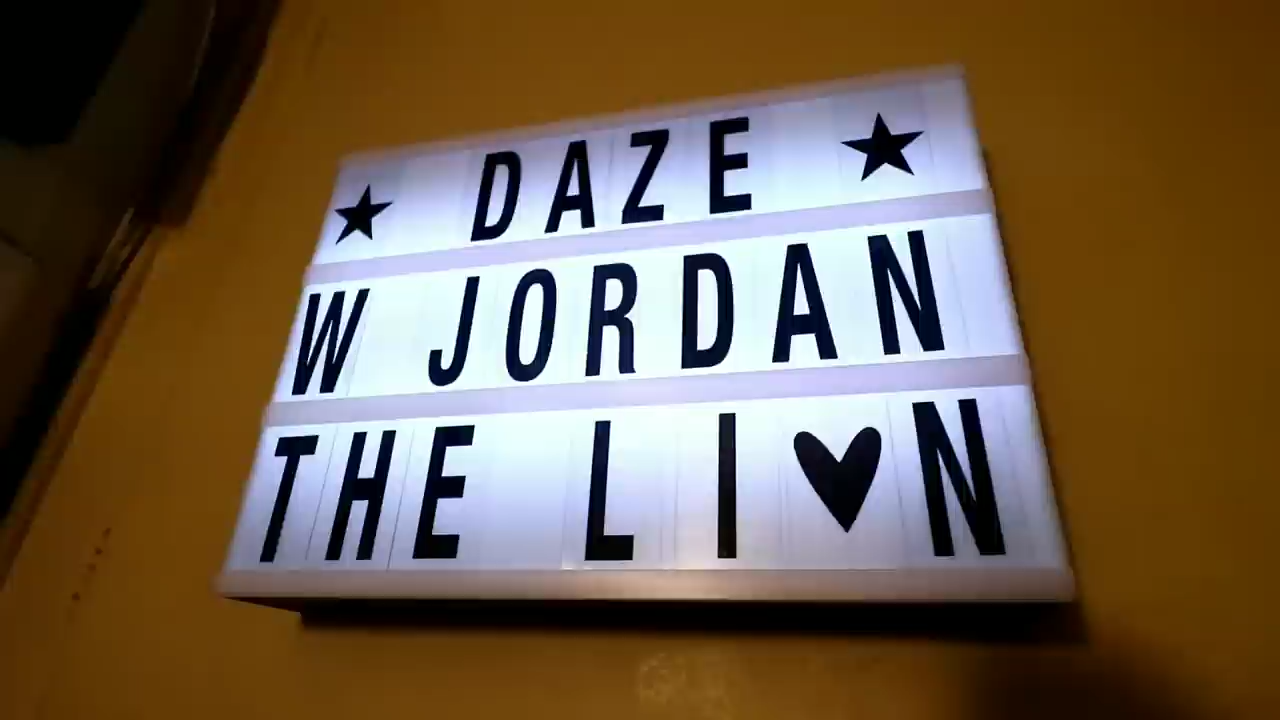 ★ DAZE ★
W JORDAN
THE LI♥N